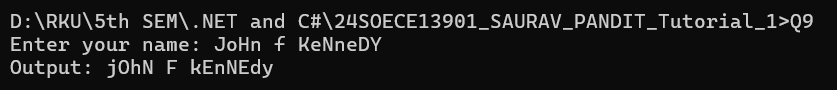 D:\RKU\5th SEM\.NET and C#\24SOECE13901_SAURAV_PANDIT_Tutorial_1>Q9
Enter your name: JoHn f KeNneDY
Output: jOhN F kEnNEdy